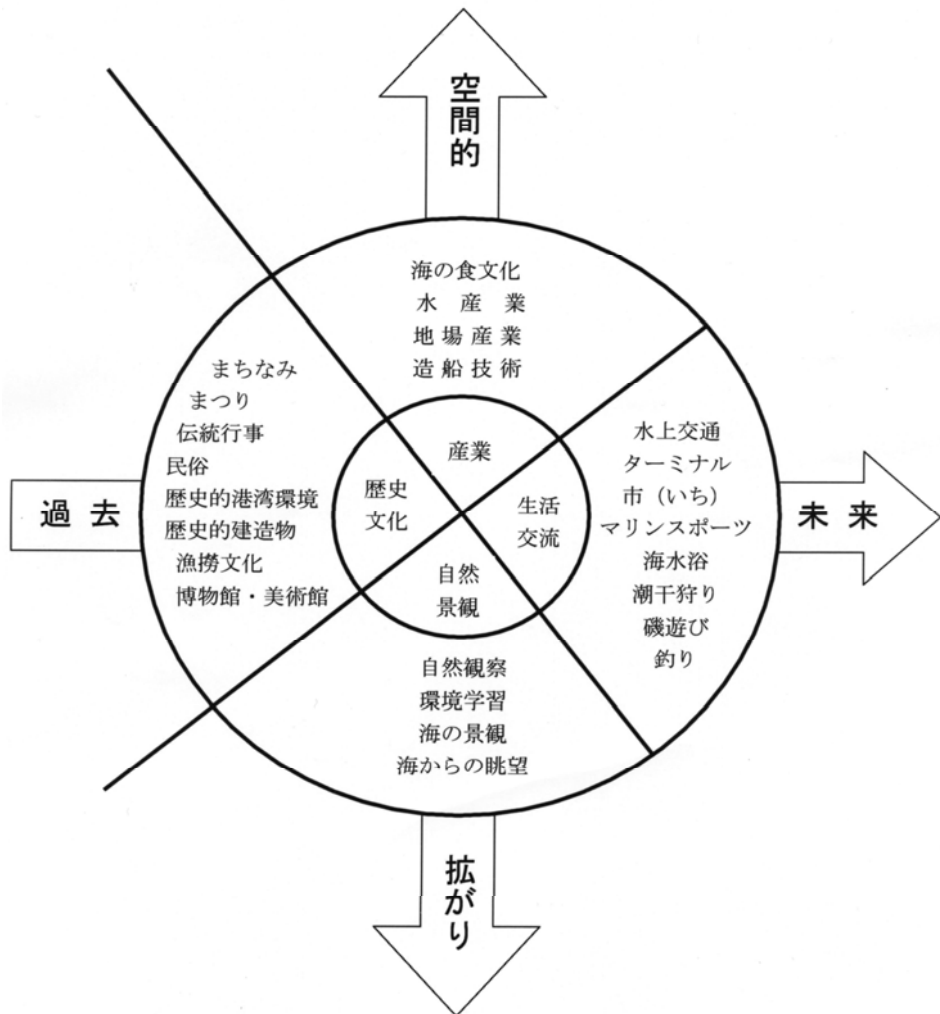 空間的
海の食文化
水産業
地場産業
造船技術
まちなみ
まつり
伝統行事
民俗
歴史的港湾環境
歴史的建造物
漁撈文化
博物館・美術館
過去
産業
歴史
文化
生活
交流
自然
景観
水上交通
ターミナル
市(いち)
マリンスポーツ
海水浴
潮干狩り
磯遊び
釣り
未来
自然観察
環境学習
海の景観
海からの眺望
拡がり